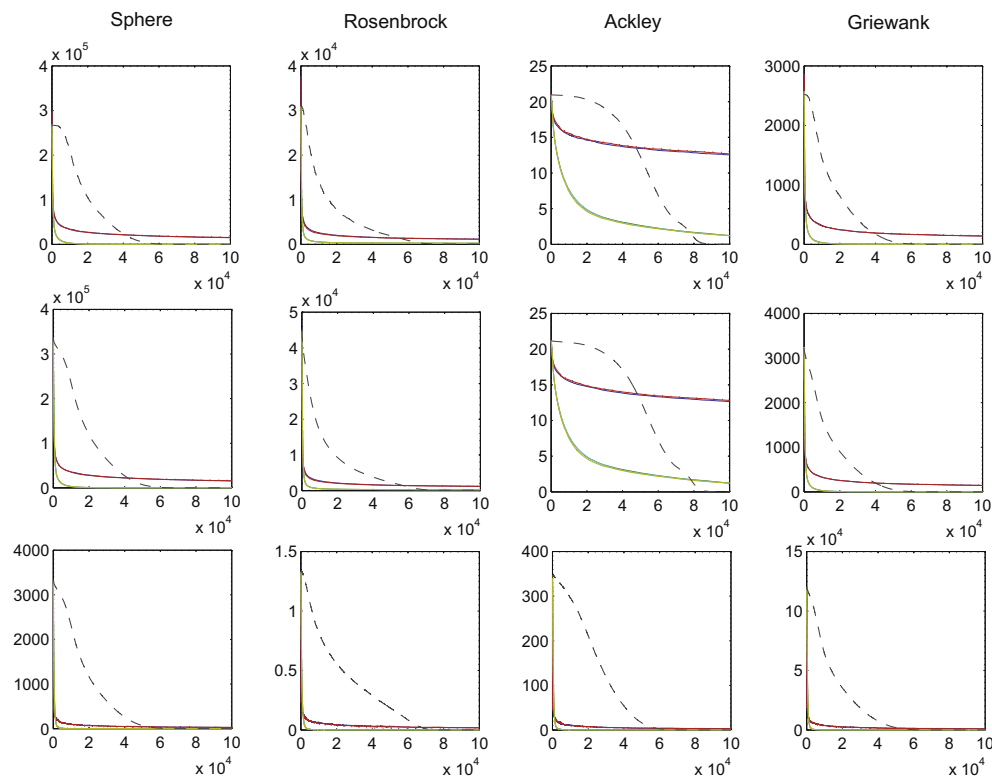 Sphere Rosenbrock Ackley Griewank
x 10^5 x 10^4
4 4 25 3000
3 3 20
15 2000
2 2
10
1 1 1000
5
0 0 0 0
0 2 4 6 8 10 0 2 4 6 8 10 0 2 4 6 8 10 0 2 4 6 8 10
x 10^4 x 10^4 x 10^4 x 10^4
x 10^5 x 10^4
4 5 25 4000
4 20
3 3000
3 15
2 2000
2 10
1 1000
1 5
0 0 0 0
0 2 4 6 8 10 0 2 4 6 8 10 0 2 4 6 8 10 0 2 4 6 8 10
x 10^4 x 10^4 x 10^4 x 10^4
x 10^4
4000 1.5 400 15
3000 300
1 10
2000 200
0.5 5
1000 100
0 0 0 0
0 2 4 6 8 10 0 2 4 6 8 10 0 2 4 6 8 10 0 2 4 6 8 10
x 10^4 x 10^4 x 10^4 x 10^4